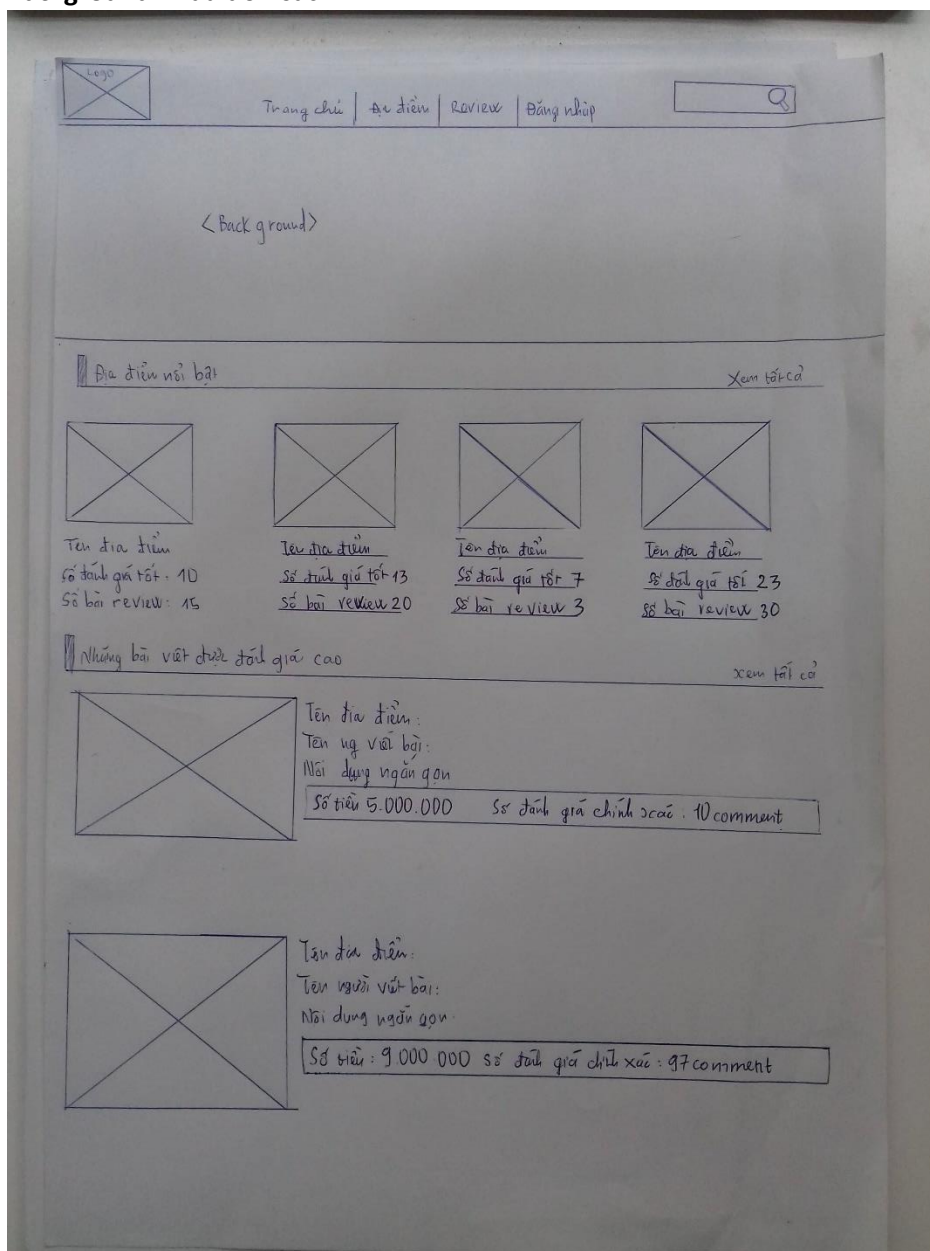 Logo
Trang chủ | Địa điểm | Review | Đăng nhập
<Background>
Địa điểm nổi bật Xem tất cả
Tên địa điểm Tên địa điểm Tên địa điểm Tên địa điểm
Số đánh giá tốt: 10 Số đánh giá tốt 13 Số đánh giá tốt 7 Số đánh giá tốt 23
Số bài review: 15 Số bài review 20 Số bài review 3 Số bài review 30
Những bài viết được đánh giá cao xem tất cả
Tên địa điểm:
Tên ng viết bài:
Nội dung ngắn gọn
Số tiền 5.000.000 Số đánh giá chính xác: 10 comment
Tên địa điểm:
Tên người viết bài:
Nội dung ngắn gọn
Số tiền: 9.000.000 Số đánh giá chính xác: 97 comment